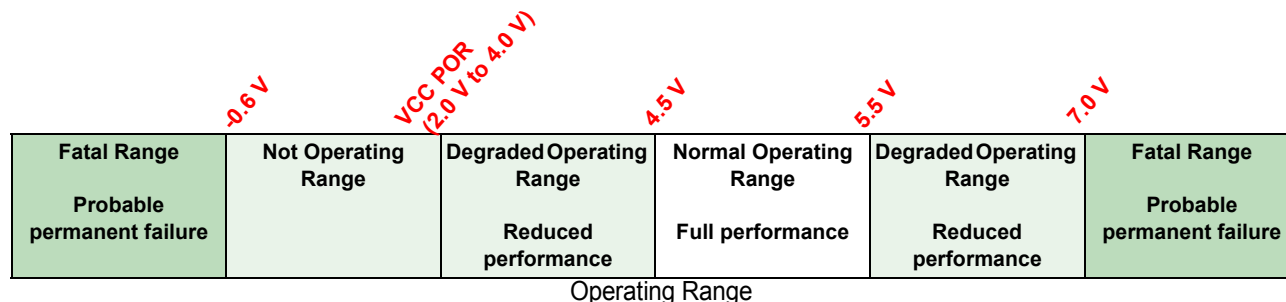 -0.6 V
VCC POR
(2.0 V to 4.0 V)
4.5 V
5.5 V
7.0 V
Fatal Range
Probable
permanent failure
Not Operating
Range
Degraded Operating
Range
Reduced
performance
Normal Operating
Range
Full performance
Degraded Operating
Range
Reduced
performance
Fatal Range
Probable
permanent failure
Operating Range